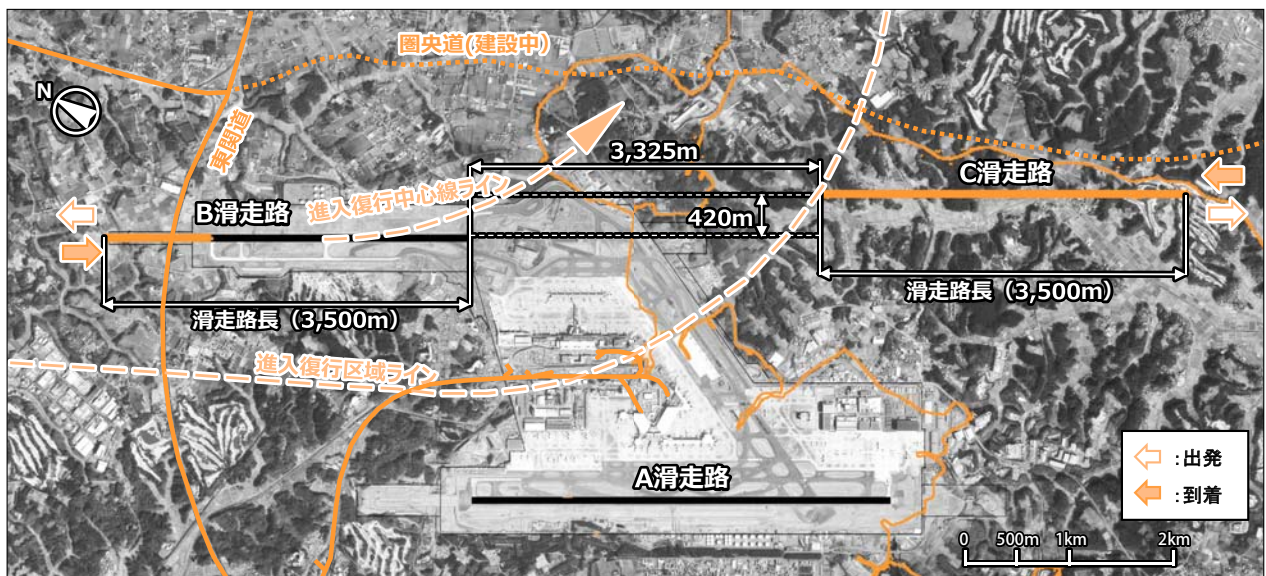 圏央道(建設中)
N
東関道
3,325m
C滑走路
進入復行中心線ライン
B滑走路
420m
滑走路長（3,500m）
滑走路長（3,500m）
進入復行区域ライン
A滑走路
：出発
：到着
0 500m 1km 2km